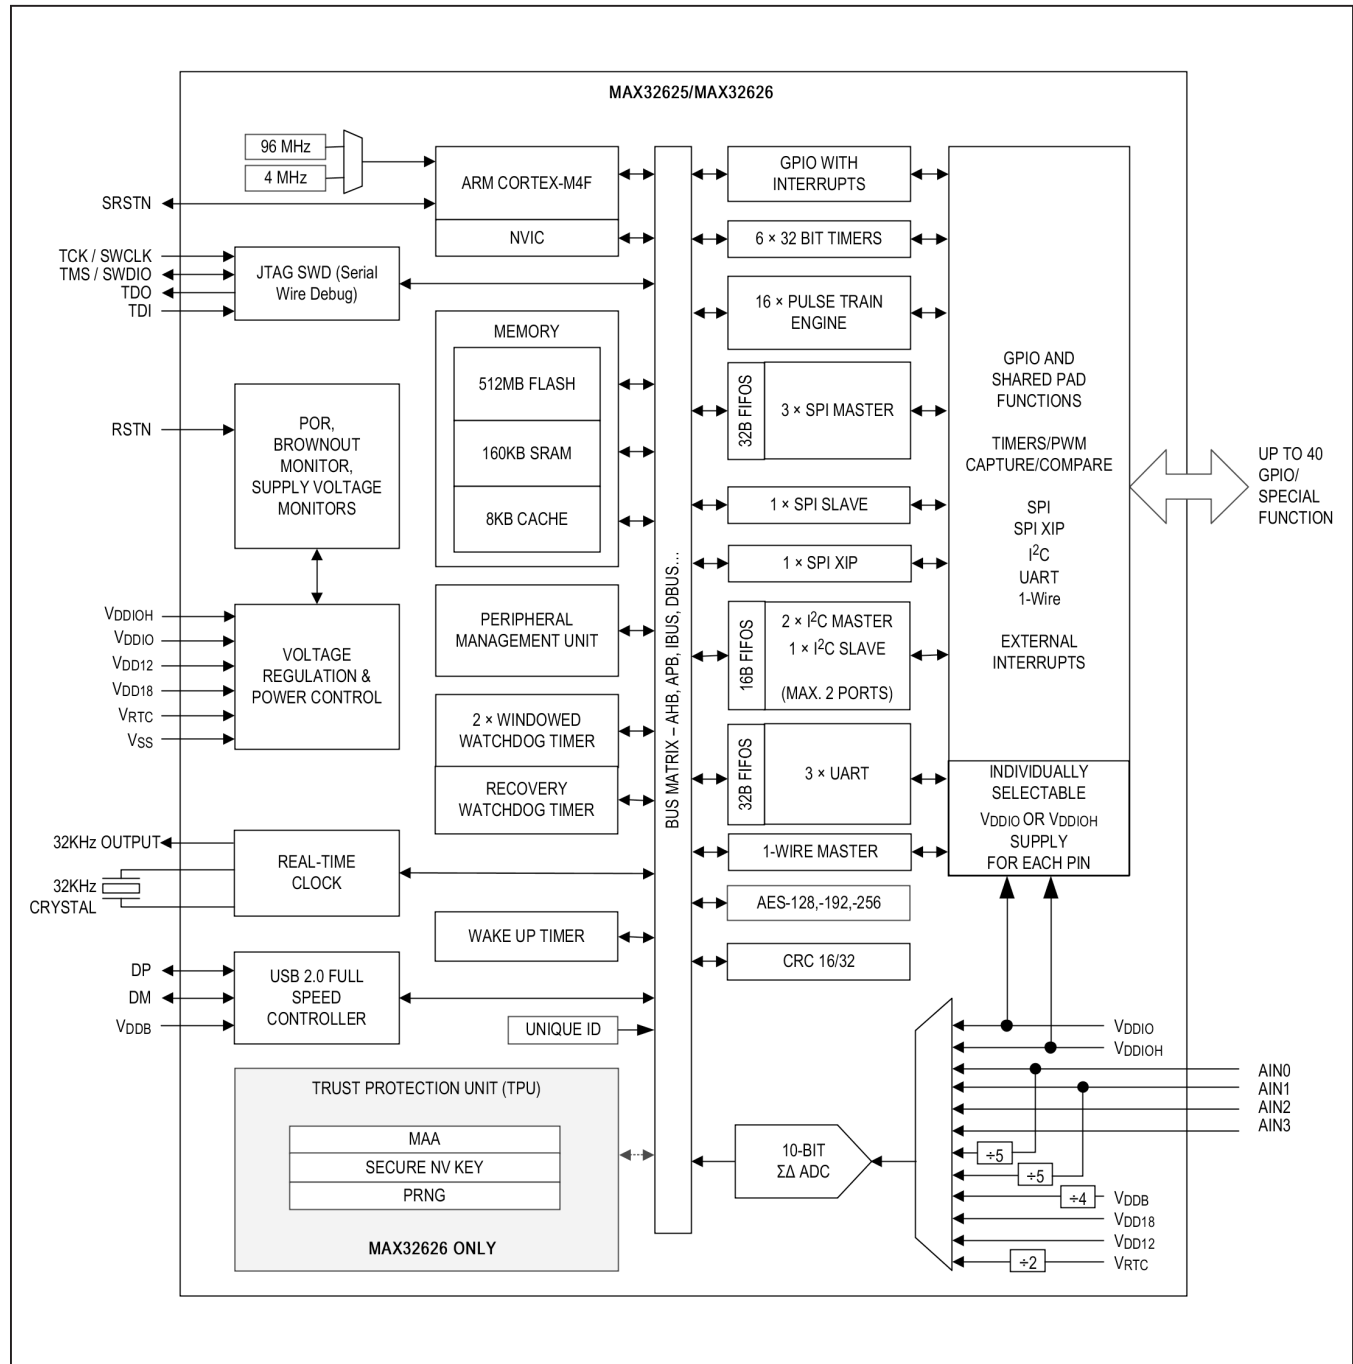 MAX32625/MAX32626
96 MHz
4 MHz
SRSTN
TCK / SWCLK
TMS / SWDIO
TDO
TDI
JTAG SWD (Serial
Wire Debug)
RSTN
POR,
BROWNOUT
MONITOR,
SUPPLY VOLTAGE
MONITORS
VDDIOH
VDDIO
VDD12
VDD18
VRTC
VSS
VOLTAGE
REGULATION &
POWER CONTROL
32KHz OUTPUT
32KHz
CRYSTAL
REAL-TIME
CLOCK
DP
DM
VDDB
USB 2.0 FULL
SPEED
CONTROLLER
ARM CORTEX-M4F
NVIC
MEMORY
512MB FLASH
160KB SRAM
8KB CACHE
PERIPHERAL
MANAGEMENT UNIT
2 × WINDOWED
WATCHDOG TIMER
RECOVERY
WATCHDOG TIMER
WAKE UP TIMER
UNIQUE ID
TRUST PROTECTION UNIT (TPU)
MAA
SECURE NV KEY
PRNG
MAX32626 ONLY
BUS MATRIX – AHB, APB, IBUS, DBUS...
GPIO WITH
INTERRUPTS
6 × 32 BIT TIMERS
16 × PULSE TRAIN
ENGINE
32B FIFOS
3 × SPI MASTER
1 × SPI SLAVE
1 × SPI XIP
16B FIFOS
2 × I²C MASTER
1 × I²C SLAVE
(MAX. 2 PORTS)
32B FIFOS
3 × UART
1-WIRE MASTER
AES-128,-192,-256
CRC 16/32
10-BIT
ΣΔ ADC
GPIO AND
SHARED PAD
FUNCTIONS
TIMERS/PWM
CAPTURE/COMPARE
SPI
SPI XIP
I²C
UART
1-Wire
EXTERNAL
INTERRUPTS
INDIVIDUALLY
SELECTABLE
VDDIO OR VDDIOH
SUPPLY
FOR EACH PIN
UP TO 40
GPIO/
SPECIAL
FUNCTION
VDDIO
VDDIOH
AIN0
AIN1
AIN2
AIN3
÷5
÷5
÷4
VDDB
VDD18
VDD12
÷2
VRTC